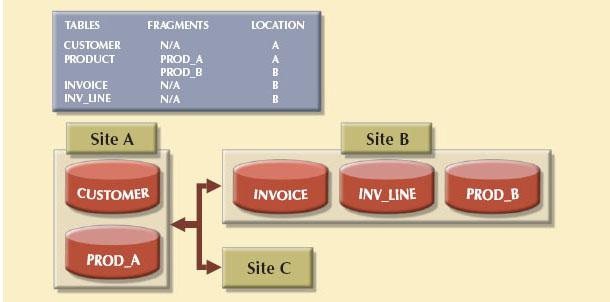 TABLES FRAGMENTS LOCATION
CUSTOMER N/A A
PRODUCT PROD_A A
PROD_B B
INVOICE N/A B
INV_LINE N/A B
Site A
Site B
CUSTOMER
INVOICE INV_LINE PROD_B
PROD_A
Site C